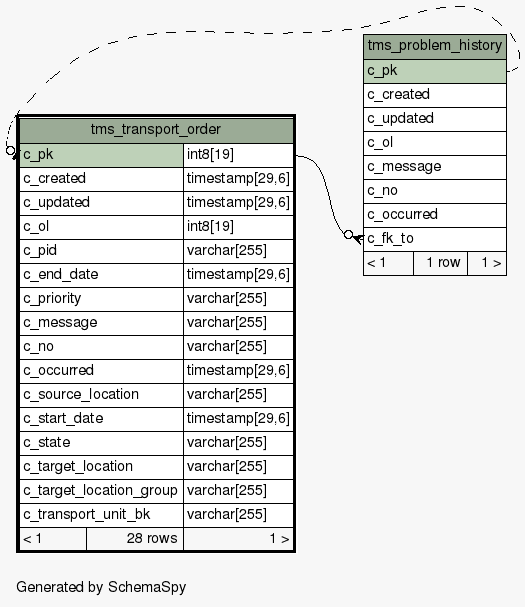 tms_problem_history
c_pk
c_created
c_updated
c_ol
c_message
c_no
c_occurred
c_fk_to
< 1 1 row 1 >
tms_transport_order
c_pk int8[19]
c_created timestamp[29,6]
c_updated timestamp[29,6]
c_ol int8[19]
c_pid varchar[255]
c_end_date timestamp[29,6]
c_priority varchar[255]
c_message varchar[255]
c_no varchar[255]
c_occurred timestamp[29,6]
c_source_location varchar[255]
c_start_date timestamp[29,6]
c_state varchar[255]
c_target_location varchar[255]
c_target_location_group varchar[255]
c_transport_unit_bk varchar[255]
< 1 28 rows 1 >
Generated by SchemaSpy